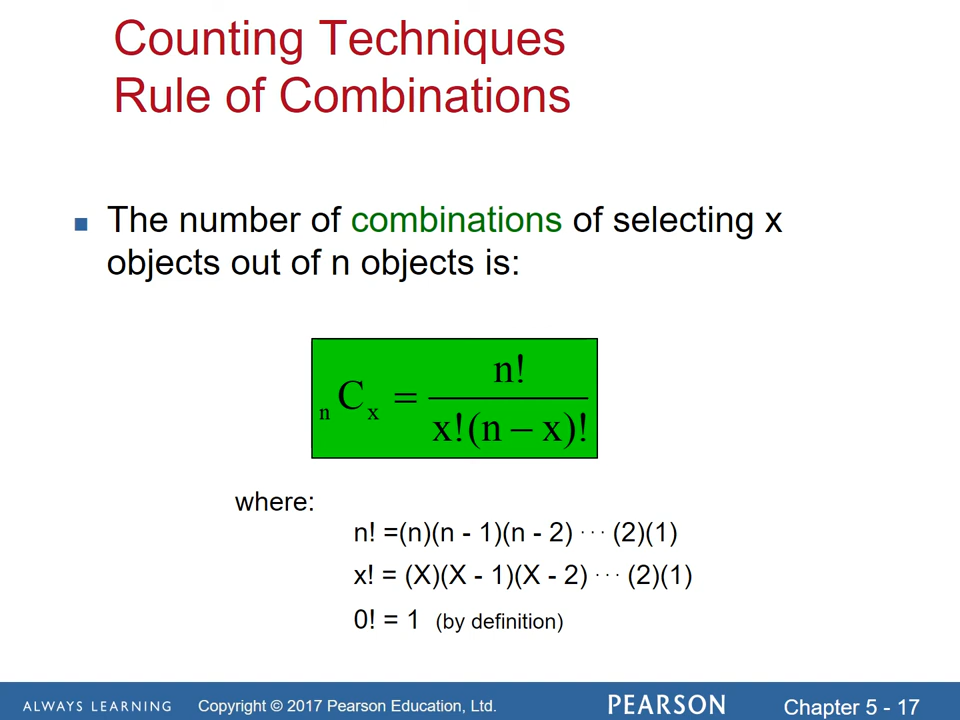 Counting Techniques
Rule of Combinations
■ The number of combinations of selecting x
objects out of n objects is:
nCx = n! / x!(n – x)!
where:
n! =(n)(n - 1)(n - 2) · · · (2)(1)
x! = (X)(X - 1)(X - 2) · · · (2)(1)
0! = 1 (by definition)
ALWAYS LEARNING Copyright © 2017 Pearson Education, Ltd. PEARSON Chapter 5 - 17